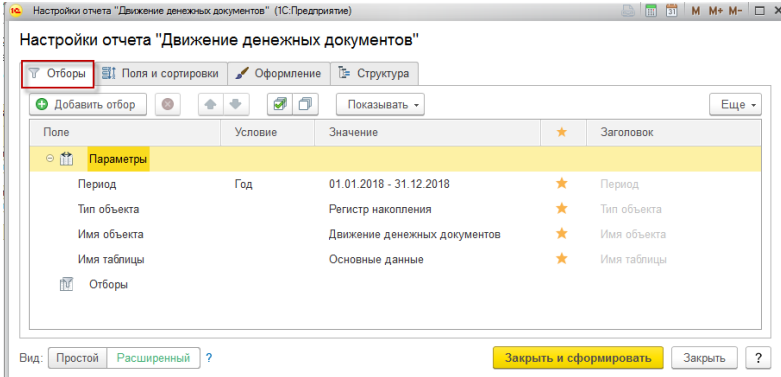 1С Настройки отчета "Движение денежных документов" (1С:Предприятие) 31 M M+ M-
Настройки отчета "Движение денежных документов"
Отборы Поля и сортировки Оформление Структура
Добавить отбор Показывать Еще
Поле Условие Значение Заголовок
Параметры
Период Год 01.01.2018 - 31.12.2018 Период
Тип объекта Регистр накопления Тип объекта
Имя объекта Движение денежных документов Имя объекта
Имя таблицы Основные данные Имя таблицы
Отборы
Вид: Простой Расширенный ? Закрыть и сформировать Закрыть ?